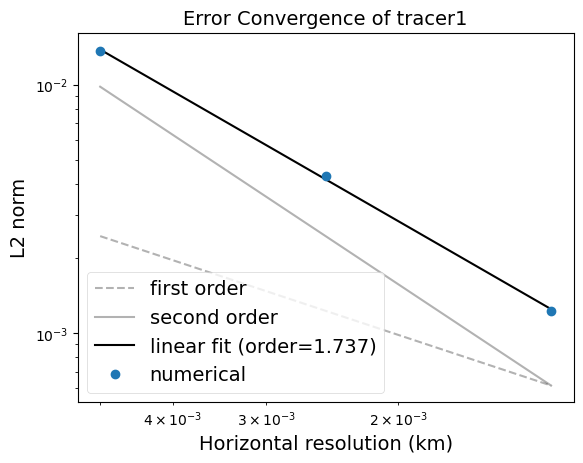 Error Convergence of tracer1
L2 norm
10⁻²
10⁻³
first order
second order
linear fit (order=1.737)
numerical
4 × 10⁻³
3 × 10⁻³
2 × 10⁻³
Horizontal resolution (km)